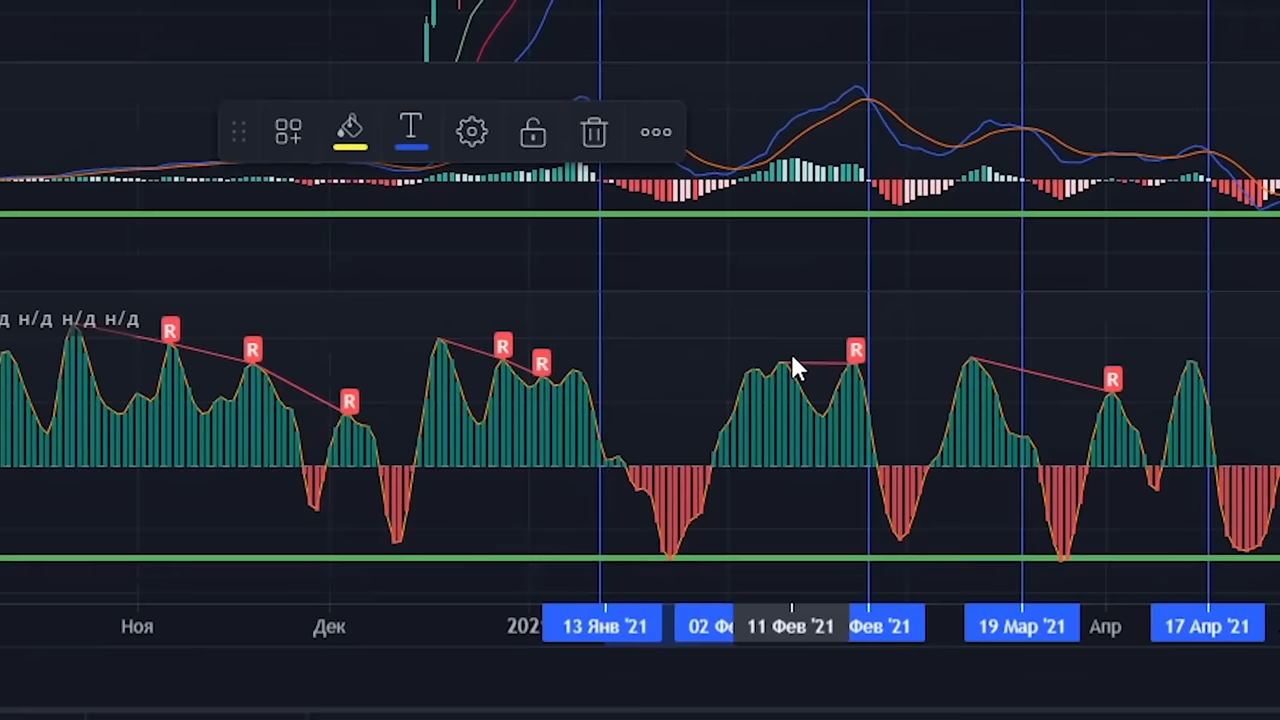 T
н/д н/д н/д
R
R
R
R
R
R
R
Ноя Дек 202 13 Янв '21 02 Фе 11 Фев '21 Фев '21 19 Мар '21 Апр 17 Апр '21